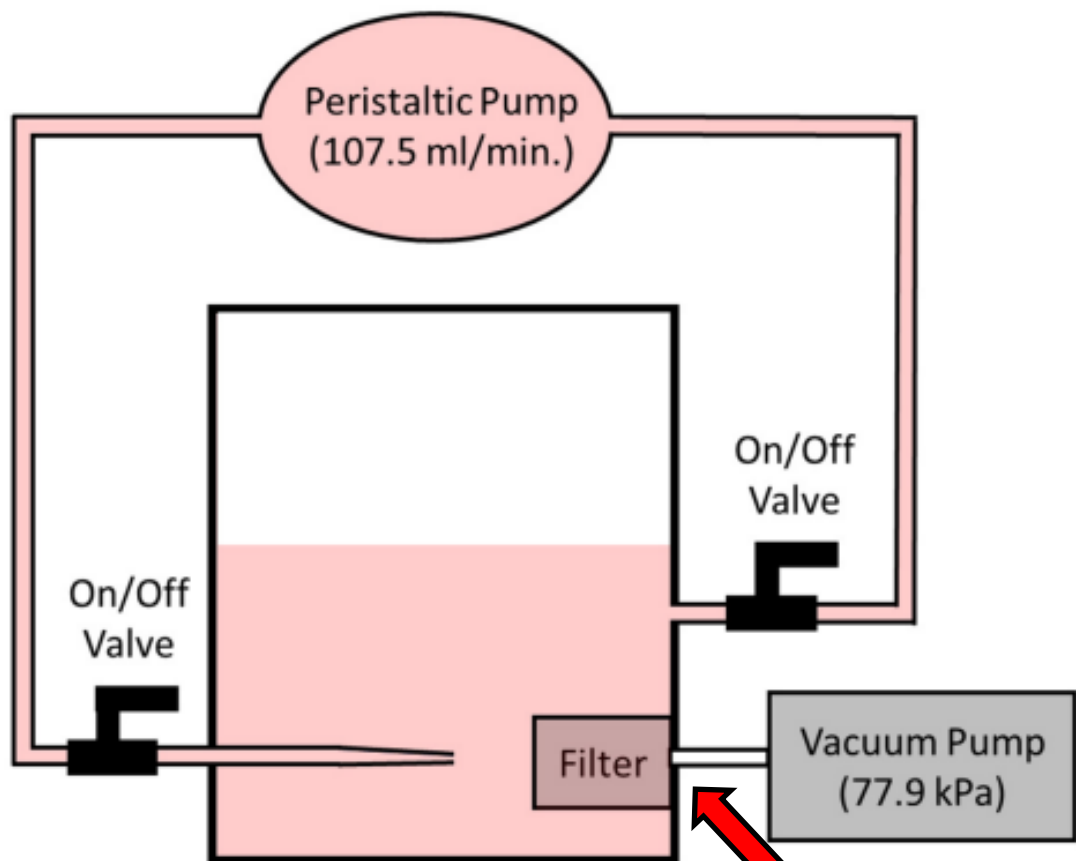 Peristaltic Pump
(107.5 ml/min.)
On/Off
Valve
On/Off
Valve
Filter
Vacuum Pump
(77.9 kPa)